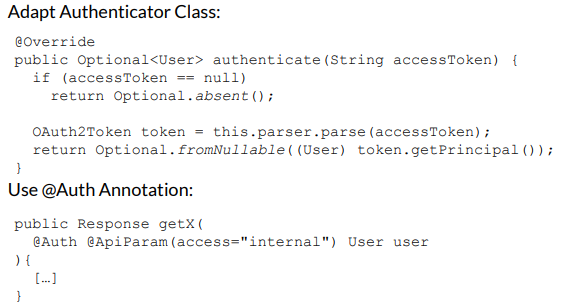 Adapt Authenticator Class:
@Override
public Optional<User> authenticate(String accessToken) {
if (accessToken == null)
return Optional.absent();
OAuth2Token token = this.parser.parse(accessToken);
return Optional.fromNullable((User) token.getPrincipal());
}
Use @Auth Annotation:
public Response getX(
@Auth @ApiParam(access="internal") User user
){
[…]
}